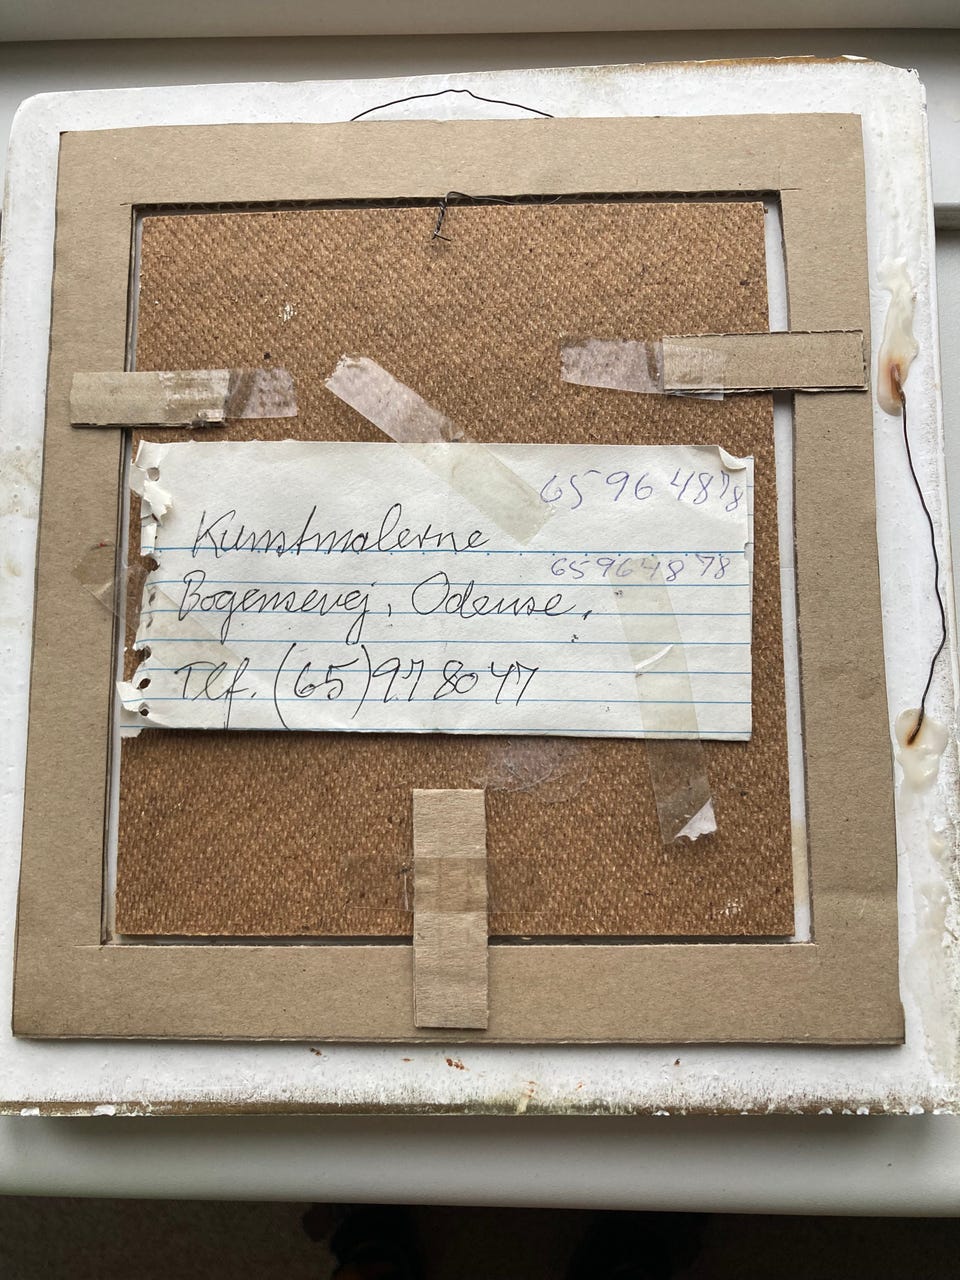 65 96 48 78
Kunstmalerne
65 96 48 78
Bogensevej, Odense.
Tlf. (65) 97 80 47